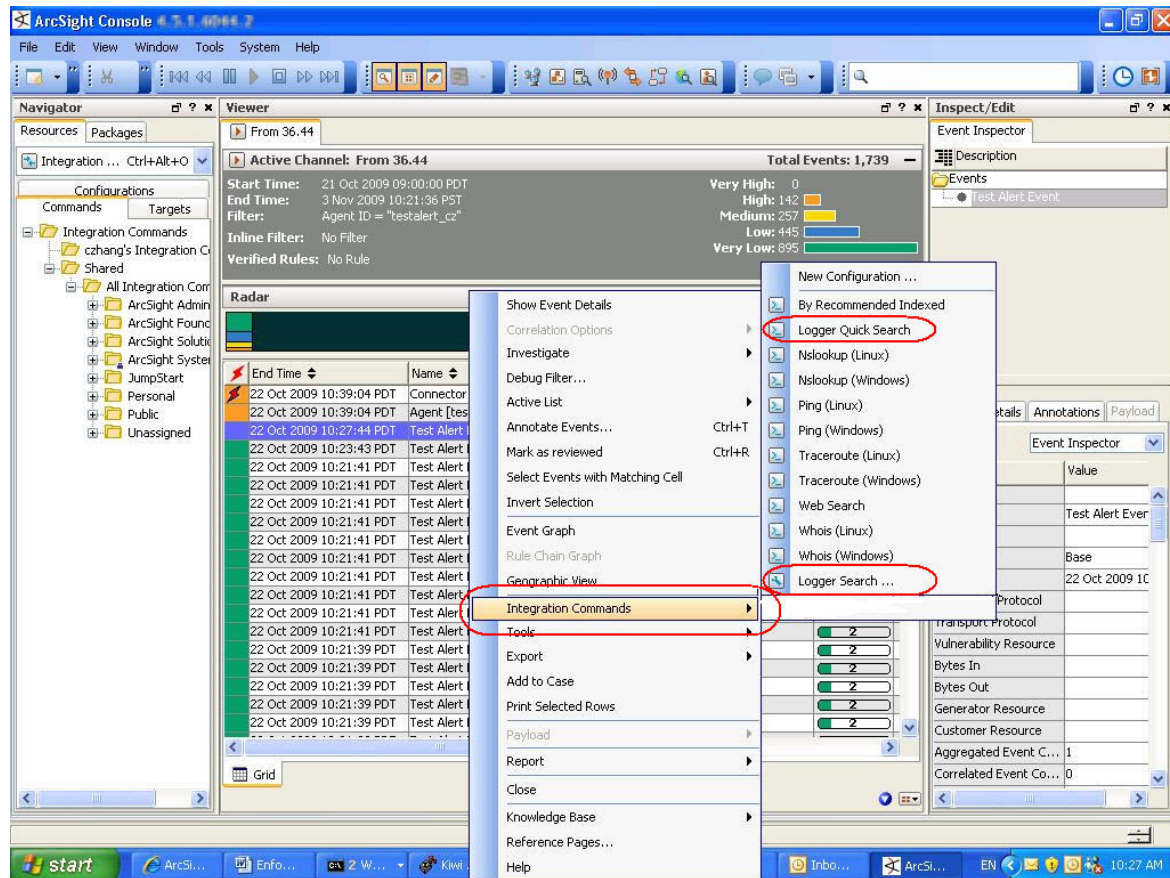 ArcSight Console
File Edit View Window Tools System Help
Navigator
Resources Packages
Integration ... Ctrl+Alt+O
Configurations
Commands Targets
Integration Commands
czhang's Integration C
Shared
All Integration Com
ArcSight Admin
ArcSight Found
ArcSight Solutio
ArcSight System
JumpStart
Personal
Public
Unassigned
Viewer
From 36.44
Active Channel: From 36.44 Total Events: 1,739
Start Time: 21 Oct 2009 09:00:00 PDT
End Time: 3 Nov 2009 10:21:36 PST
Filter: Agent ID = "testalert_cz"
Inline Filter: No Filter
Verified Rules: No Rule
Very High: 0
High: 142
Medium: 257
Low: 445
Very Low: 895
Radar
End Time Name
22 Oct 2009 10:39:04 PDT Connector
22 Oct 2009 10:39:04 PDT Agent [tes
22 Oct 2009 10:27:44 PDT Test Alert
22 Oct 2009 10:23:43 PDT Test Alert
22 Oct 2009 10:21:41 PDT Test Alert
22 Oct 2009 10:21:41 PDT Test Alert
22 Oct 2009 10:21:41 PDT Test Alert
22 Oct 2009 10:21:41 PDT Test Alert
22 Oct 2009 10:21:41 PDT Test Alert
22 Oct 2009 10:21:41 PDT Test Alert
22 Oct 2009 10:21:41 PDT Test Alert
22 Oct 2009 10:21:41 PDT Test Alert
22 Oct 2009 10:21:41 PDT Test Alert
22 Oct 2009 10:21:41 PDT Test Alert 2
22 Oct 2009 10:21:39 PDT Test Alert 2
22 Oct 2009 10:21:39 PDT Test Alert 2
22 Oct 2009 10:21:39 PDT Test Alert 2
22 Oct 2009 10:21:39 PDT Test Alert 2
22 Oct 2009 10:21:39 PDT Test Alert 2
Grid
Show Event Details
Correlation Options
Investigate
Debug Filter...
Active List
Annotate Events... Ctrl+T
Mark as reviewed Ctrl+R
Select Events with Matching Cell
Invert Selection
Event Graph
Rule Chain Graph
Geographic View
Integration Commands
Tools
Export
Add to Case
Print Selected Rows
Payload
Report
Close
Knowledge Base
Reference Pages...
Help
New Configuration ...
By Recommended Indexed
Logger Quick Search
Nslookup (Linux)
Nslookup (Windows)
Ping (Linux)
Ping (Windows)
Traceroute (Linux)
Traceroute (Windows)
Web Search
Whois (Linux)
Whois (Windows)
Logger Search ...
Inspect/Edit
Event Inspector
Description
Events
Test Alert Event
etails Annotations Payload
Event Inspector
Value
Test Alert Ever
Base
22 Oct 2009 10
Protocol
Transport Protocol
Vulnerability Resource
Bytes In
Bytes Out
Generator Resource
Customer Resource
Aggregated Event C... 1
Correlated Event Co... 0
start ArcSi... Enfo... 2 W... Kiwi Inbo... ArcSi... EN 10:27 AM